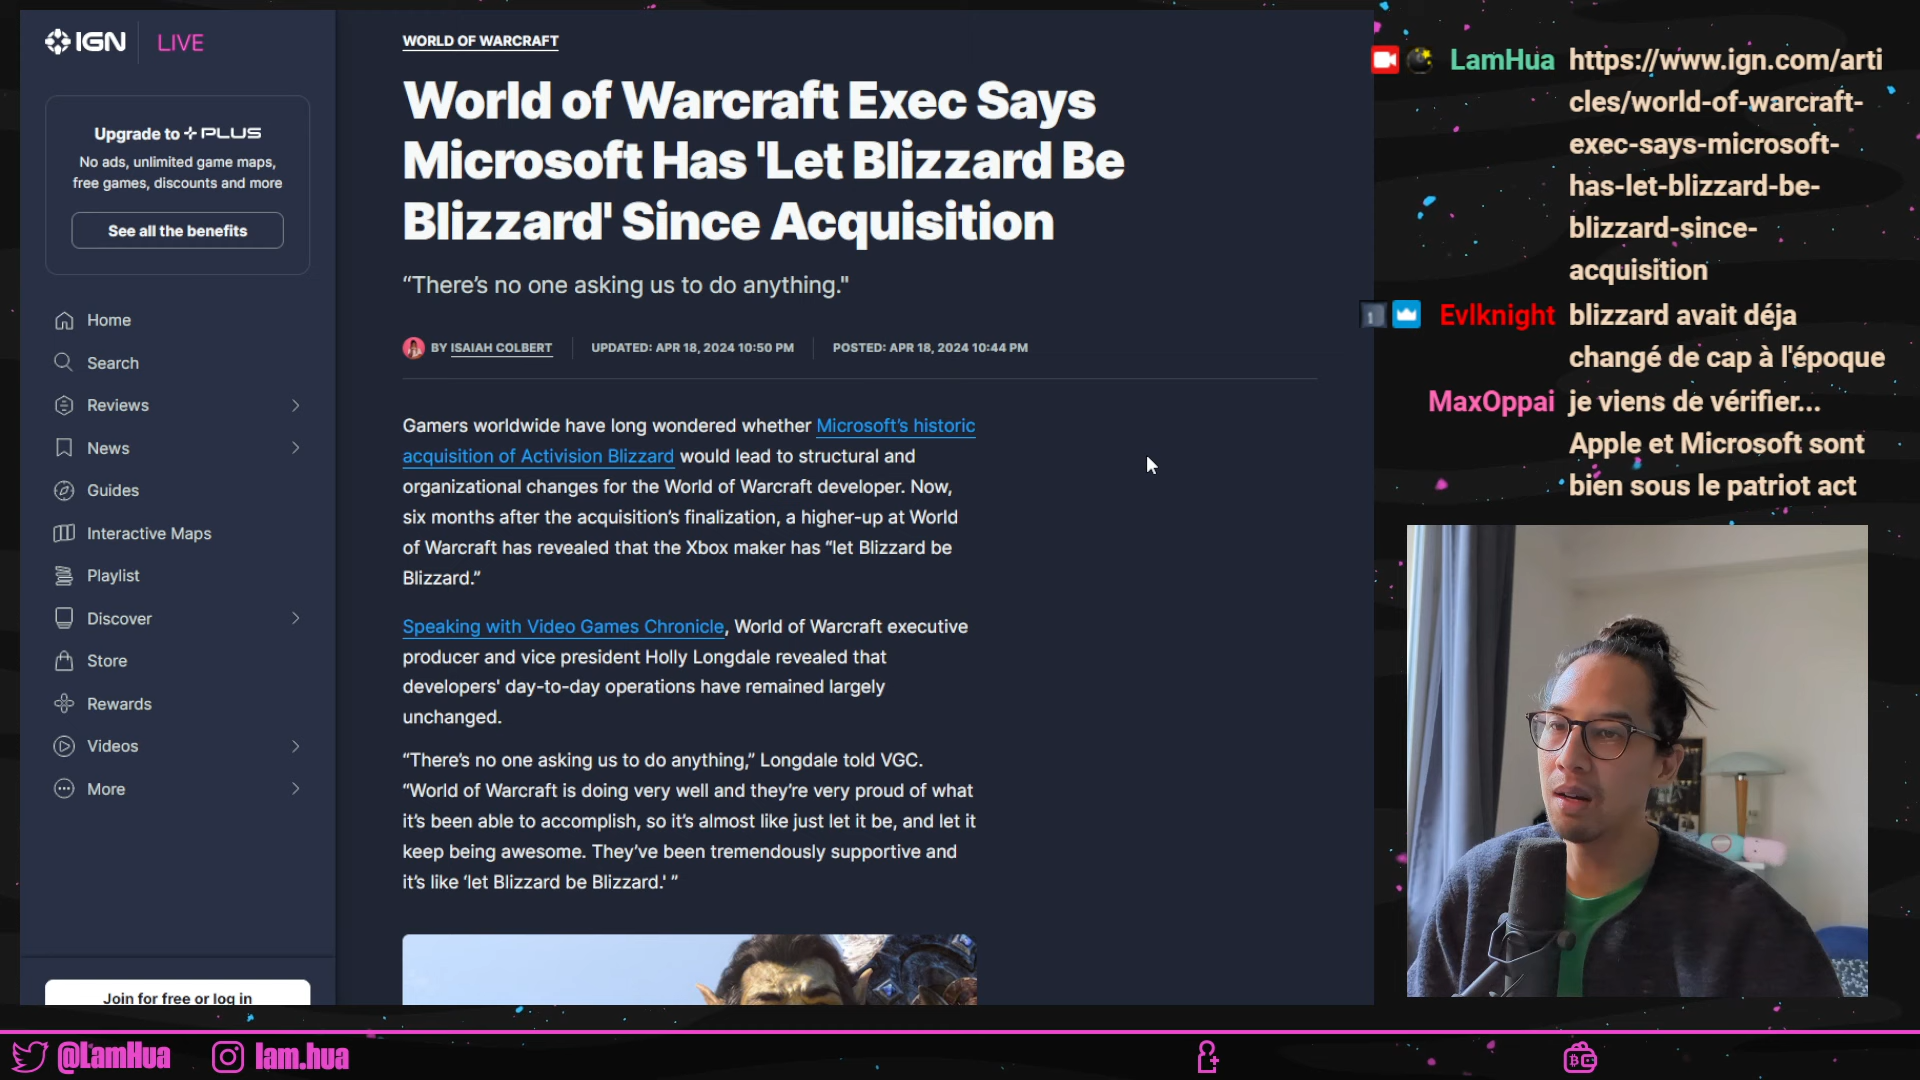 IGN LIVE
Upgrade to PLUS
No ads, unlimited game maps,
free games, discounts and more
See all the benefits
Home
Search
Reviews
News
Guides
Interactive Maps
Playlist
Discover
Store
Rewards
Videos
More
Join for free or log in
WORLD OF WARCRAFT
World of Warcraft Exec Says
Microsoft Has 'Let Blizzard Be
Blizzard' Since Acquisition
“There’s no one asking us to do anything."
BY ISAIAH COLBERT UPDATED: APR 18, 2024 10:50 PM POSTED: APR 18, 2024 10:44 PM
Gamers worldwide have long wondered whether Microsoft’s historic
acquisition of Activision Blizzard would lead to structural and
organizational changes for the World of Warcraft developer. Now,
six months after the acquisition’s finalization, a higher-up at World
of Warcraft has revealed that the Xbox maker has “let Blizzard be
Blizzard.”
Speaking with Video Games Chronicle, World of Warcraft executive
producer and vice president Holly Longdale revealed that
developers' day-to-day operations have remained largely
unchanged.
“There’s no one asking us to do anything,” Longdale told VGC.
“World of Warcraft is doing very well and they’re very proud of what
it’s been able to accomplish, so it’s almost like just let it be, and let it
keep being awesome. They’ve been tremendously supportive and
it’s like ‘let Blizzard be Blizzard.' ”
LamHua https://www.ign.com/arti
cles/world-of-warcraft-
exec-says-microsoft-
has-let-blizzard-be-
blizzard-since-
acquisition
1 Evlknight blizzard avait déja
changé de cap à l'époque
MaxOppai je viens de vérifier...
Apple et Microsoft sont
bien sous le patriot act
@LamHua lam.hua